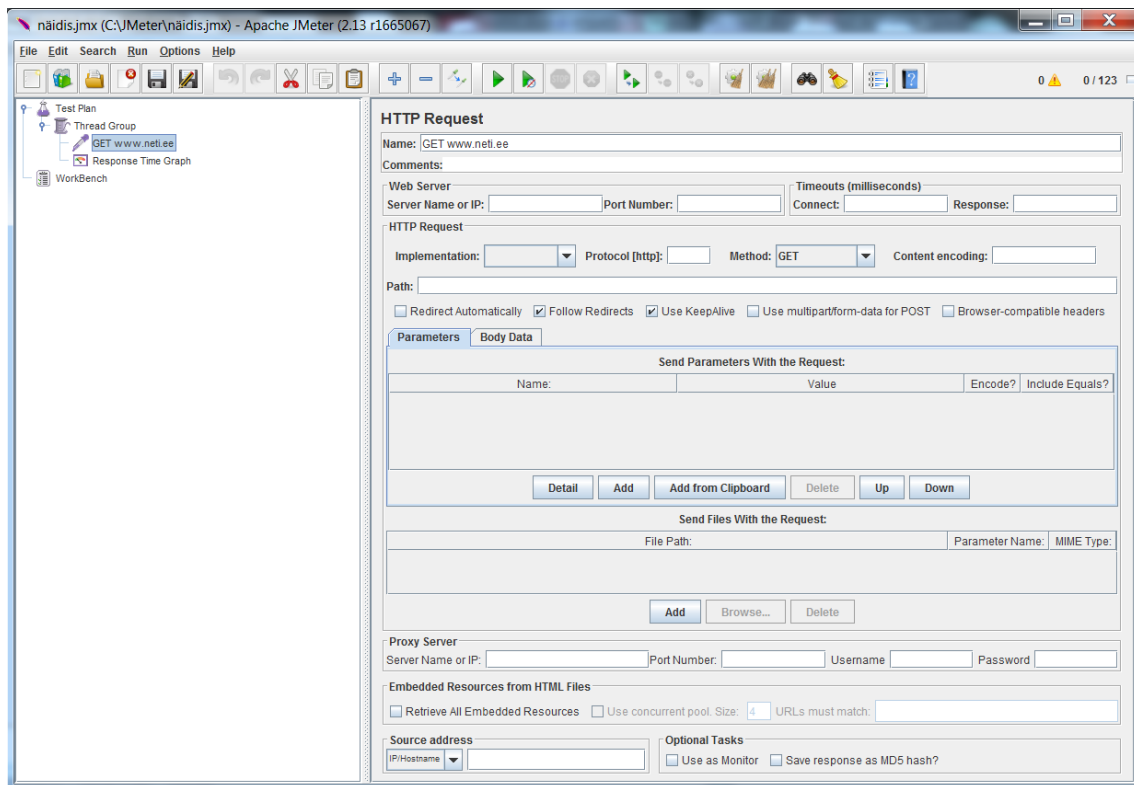 näidis.jmx (C:\JMeter\näidis.jmx) - Apache JMeter (2.13 r1665067)
File Edit Search Run Options Help
0 0 / 123
Test Plan
Thread Group
GET www.neti.ee
Response Time Graph
WorkBench
HTTP Request
Name: GET www.neti.ee
Comments:
Web Server
Server Name or IP: Port Number:
Timeouts (milliseconds)
Connect: Response:
HTTP Request
Implementation: Protocol [http]: Method: GET Content encoding:
Path:
Redirect Automatically Follow Redirects Use KeepAlive Use multipart/form-data for POST Browser-compatible headers
Parameters Body Data
Send Parameters With the Request:
Name: Value Encode? Include Equals?
Detail Add Add from Clipboard Delete Up Down
Send Files With the Request:
File Path: Parameter Name: MIME Type:
Add Browse... Delete
Proxy Server
Server Name or IP: Port Number: Username Password
Embedded Resources from HTML Files
Retrieve All Embedded Resources Use concurrent pool. Size: 4 URLs must match:
Source address
IP/Hostname
Optional Tasks
Use as Monitor Save response as MD5 hash?